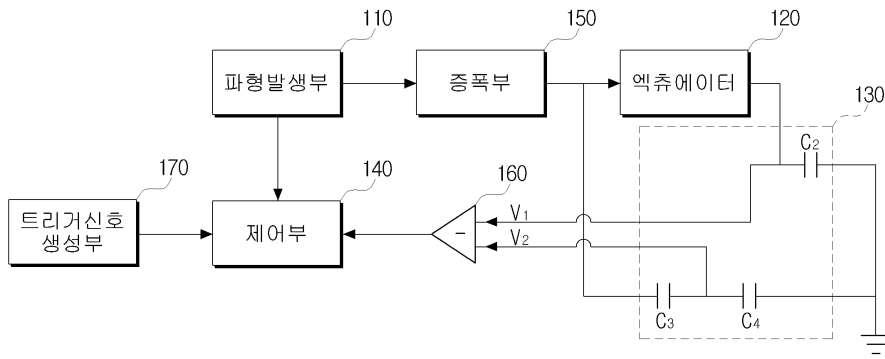 110
150
120
파형발생부
증폭부
엑츄에이터
130
C2
170
140
160
트리거신호
생성부
제어부
V1
V2
−
C3
C4